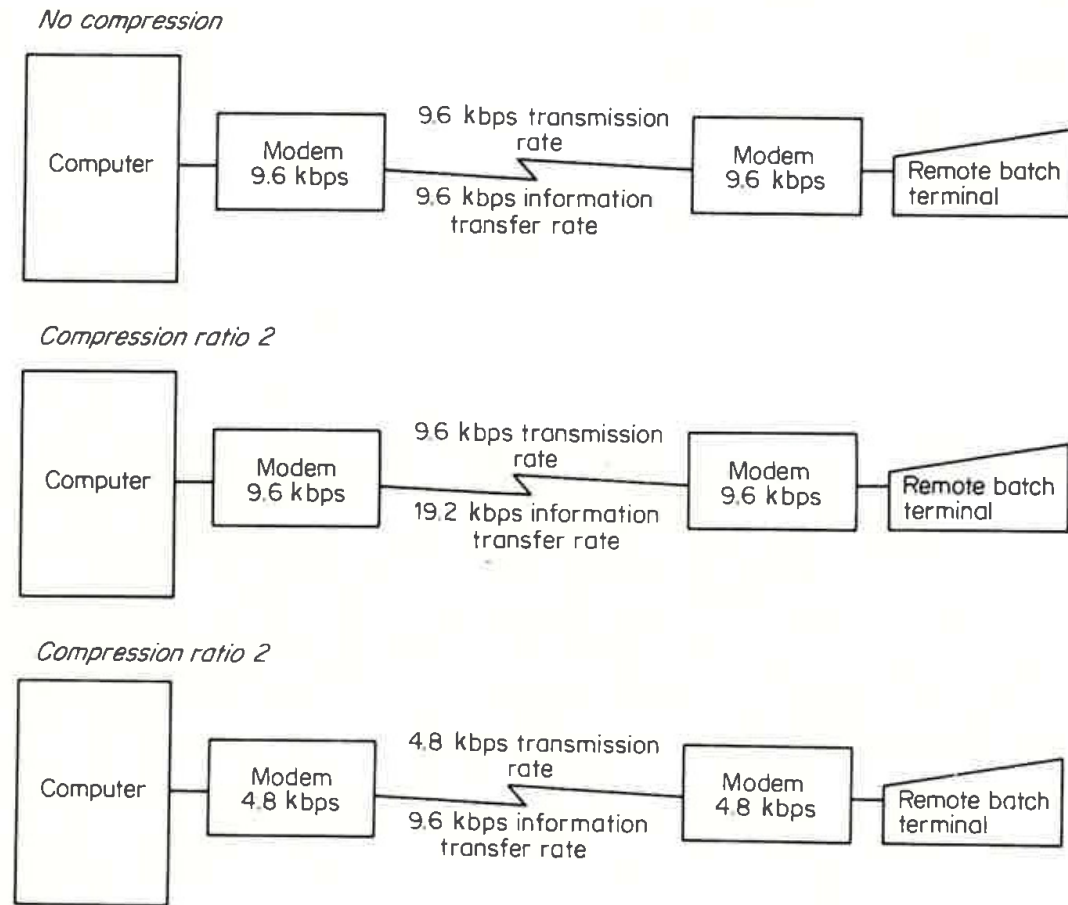 No compression
Computer
Modem
9.6 kbps
9.6 kbps transmission
rate
9.6 kbps information
transfer rate
Modem
9.6 kbps
Remote batch
terminal
Compression ratio 2
Computer
Modem
9.6 kbps
9.6 kbps transmission
rate
19.2 kbps information
transfer rate
Modem
9.6 kbps
Remote batch
terminal
Compression ratio 2
Computer
Modem
4.8 kbps
4.8 kbps transmission
rate
9.6 kbps information
transfer rate
Modem
4.8 kbps
Remote batch
terminal